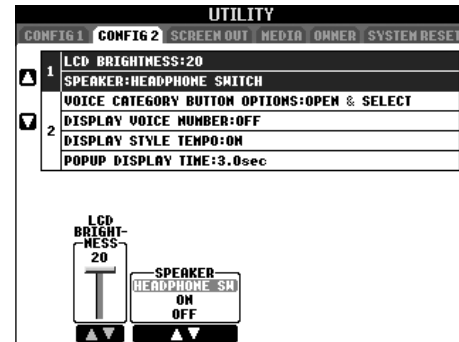 UTILITY
CONFIG 1 CONFIG 2 SCREEN OUT MEDIA OWNER SYSTEM RESET
1 LCD BRIGHTNESS:20
SPEAKER:HEADPHONE SWITCH
VOICE CATEGORY BUTTON OPTIONS:OPEN & SELECT
2 DISPLAY VOICE NUMBER:OFF
DISPLAY STYLE TEMPO:ON
POPUP DISPLAY TIME:3.0sec
LCD
BRIGHT-
NESS
20
SPEAKER
HEADPHONE SW
ON
OFF